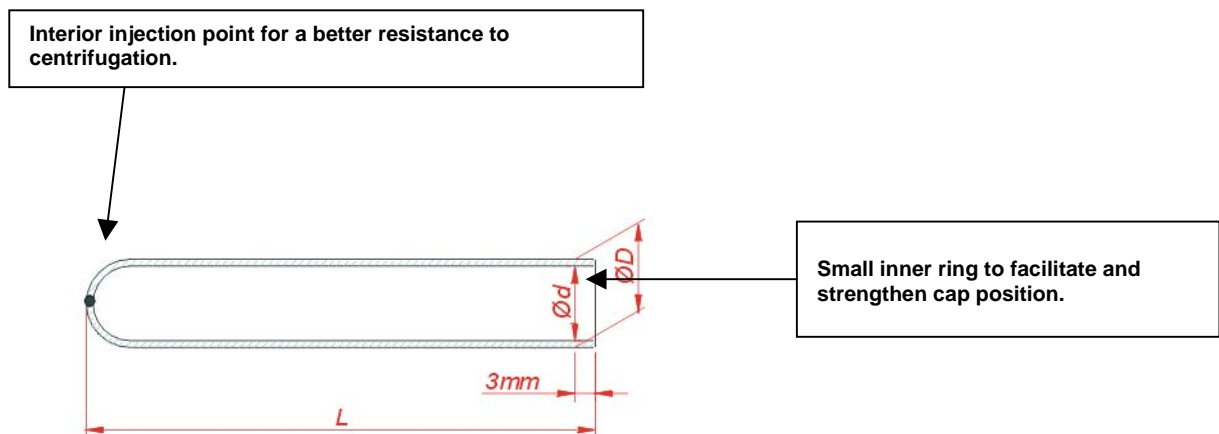 Interior injection point for a better resistance to
centrifugation.
ØD
Ød
Small inner ring to facilitate and
strengthen cap position.
3mm
L